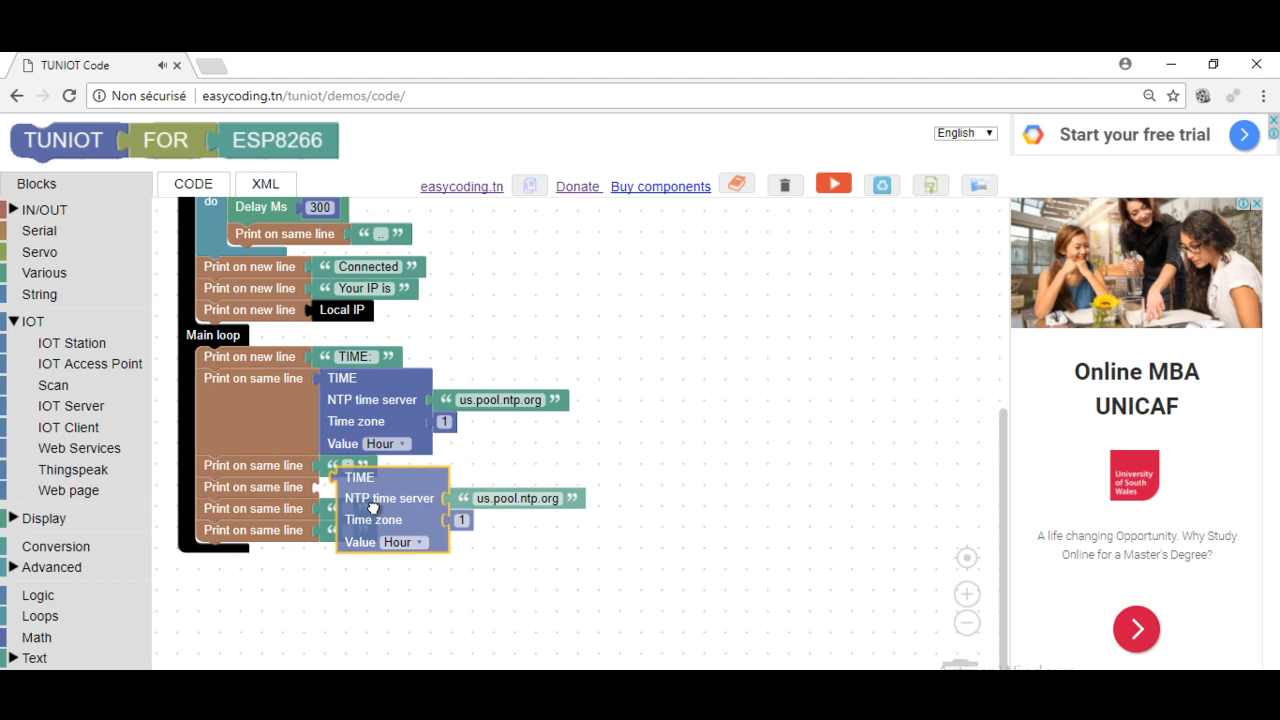 TUNIOT Code
Non sécurisé easycoding.tn/tuniot/demos/code/
TUNIOT FOR ESP8266
English
Start your free trial
Blocks
CODE XML
easycoding.tn Donate Buy components
IN/OUT
Serial
Servo
Various
String
IOT
IOT Station
IOT Access Point
Scan
IOT Server
IOT Client
Web Services
Thingspeak
Web page
Display
Conversion
Advanced
Logic
Loops
Math
Text
do
Delay Ms 300
Print on same line “ .. ”
Print on new line “ Connected ”
Print on new line “ Your IP is ”
Print on new line Local IP
Main loop
Print on new line “ TIME: ”
Print on same line TIME
NTP time server “ us.pool.ntp.org ”
Time zone 1
Value Hour
Print on same line “ : ”
Print on same line
Print on same line “
Print on same line “
TIME
NTP time server “ us.pool.ntp.org ”
Time zone 1
Value Hour
Online MBA
UNICAF
University of South Wales
A life changing Opportunity. Why Study
Online for a Master's Degree?